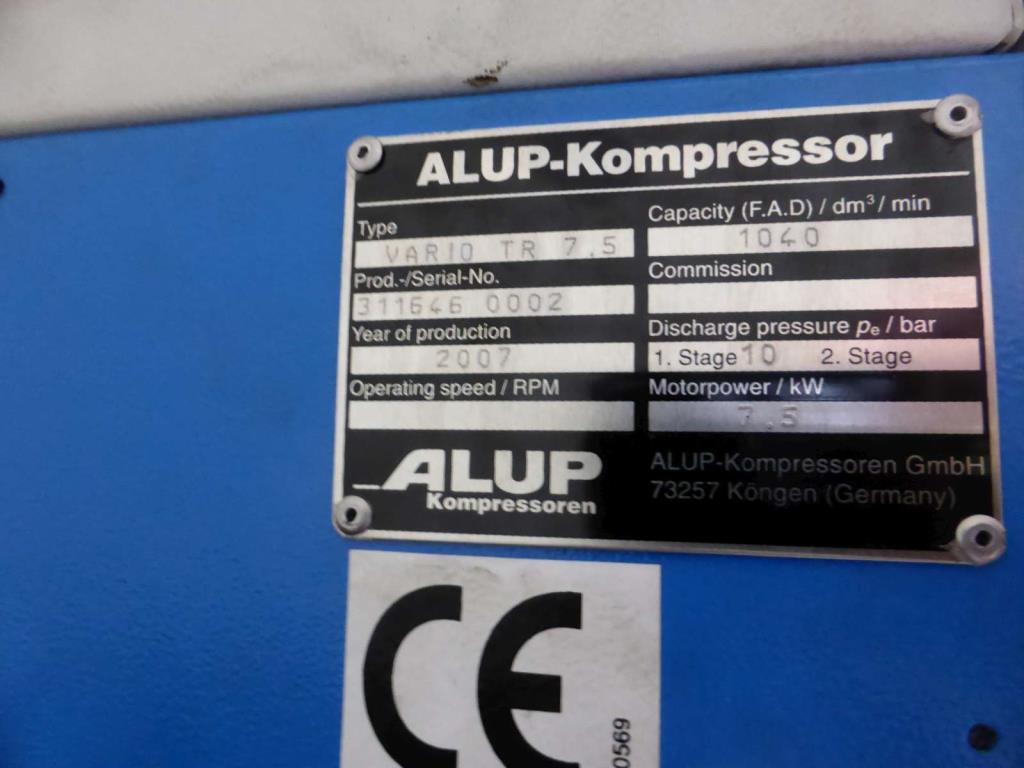 ALUP-Kompressor
Type
VARIO TR 7.5
Prod.-/Serial-No.
311646 0002
Year of production
2007
Operating speed / RPM
Capacity (F.A.D) / dm³ / min
1040
Commission
Discharge pressure pe / bar
1. Stage 10 2. Stage
Motorpower / kW
7.5
ALUP
Kompressoren
ALUP-Kompressoren GmbH
73257 Köngen (Germany)
CE
0569